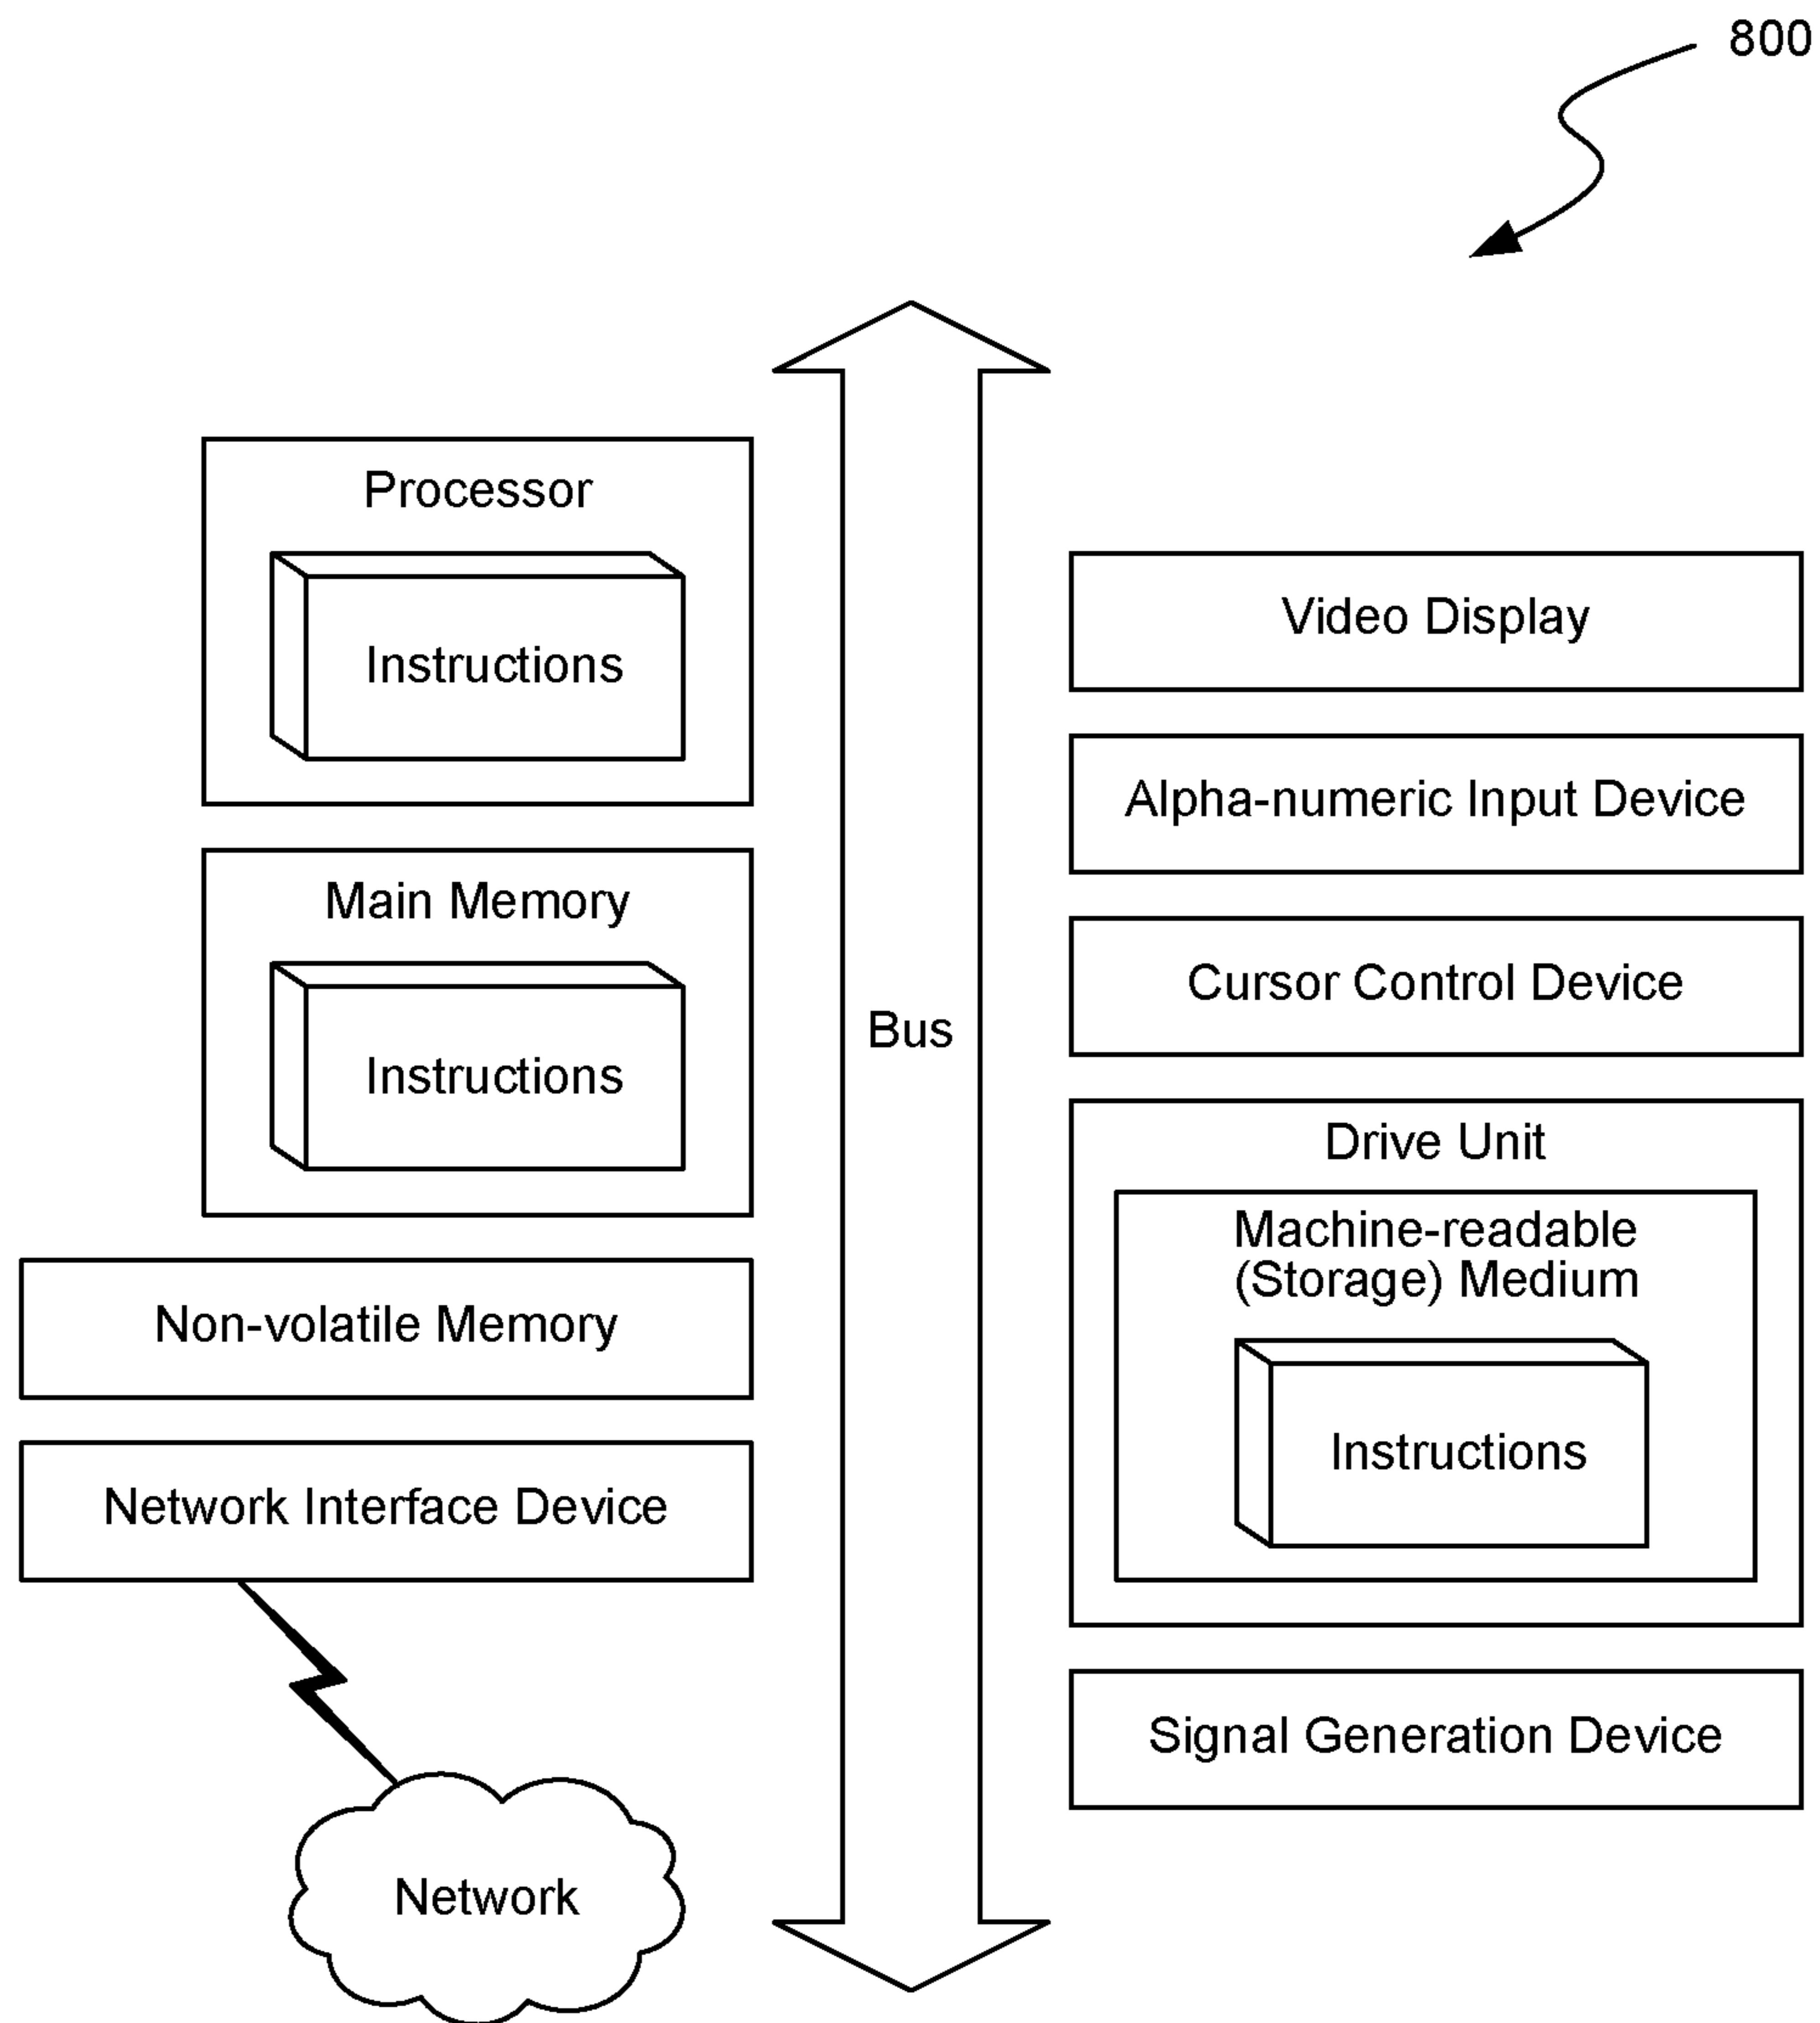 800
Processor
Instructions
Main Memory
Instructions
Non-volatile Memory
Network Interface Device
Network
Bus
Video Display
Alpha-numeric Input Device
Cursor Control Device
Drive Unit
Machine-readable
(Storage) Medium
Instructions
Signal Generation Device